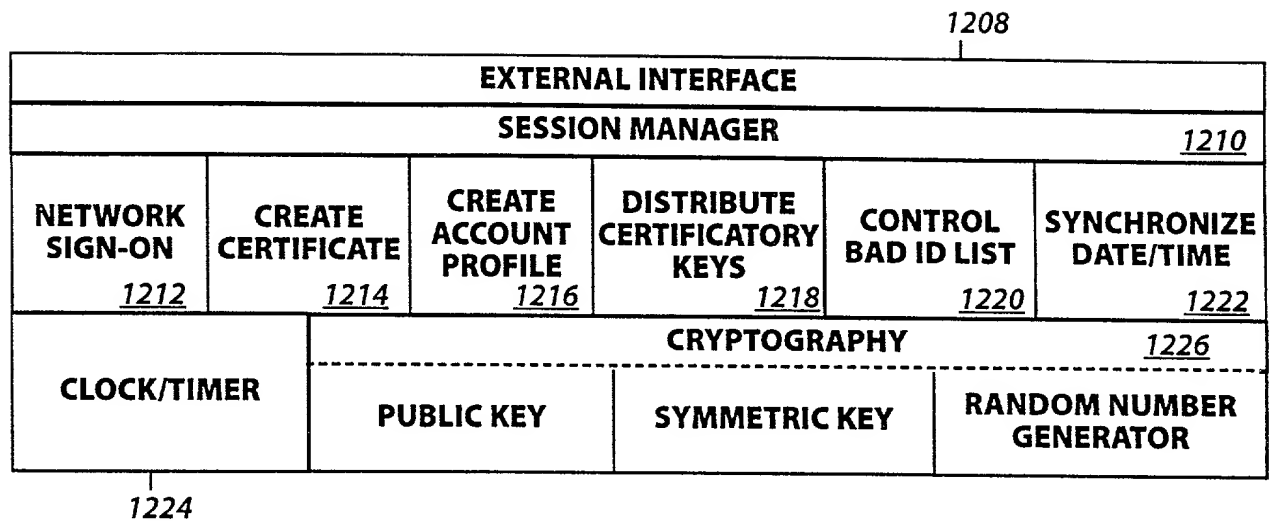 1208
EXTERNAL INTERFACE
SESSION MANAGER
1210
NETWORK
SIGN-ON
1212
CREATE
CERTIFICATE
1214
CREATE
ACCOUNT
PROFILE
1216
DISTRIBUTE
CERTIFICATORY
KEYS
1218
CONTROL
BAD ID LIST
1220
SYNCHRONIZE
DATE/TIME
1222
CLOCK/TIMER
CRYPTOGRAPHY
1226
PUBLIC KEY
SYMMETRIC KEY
RANDOM NUMBER
GENERATOR
1224